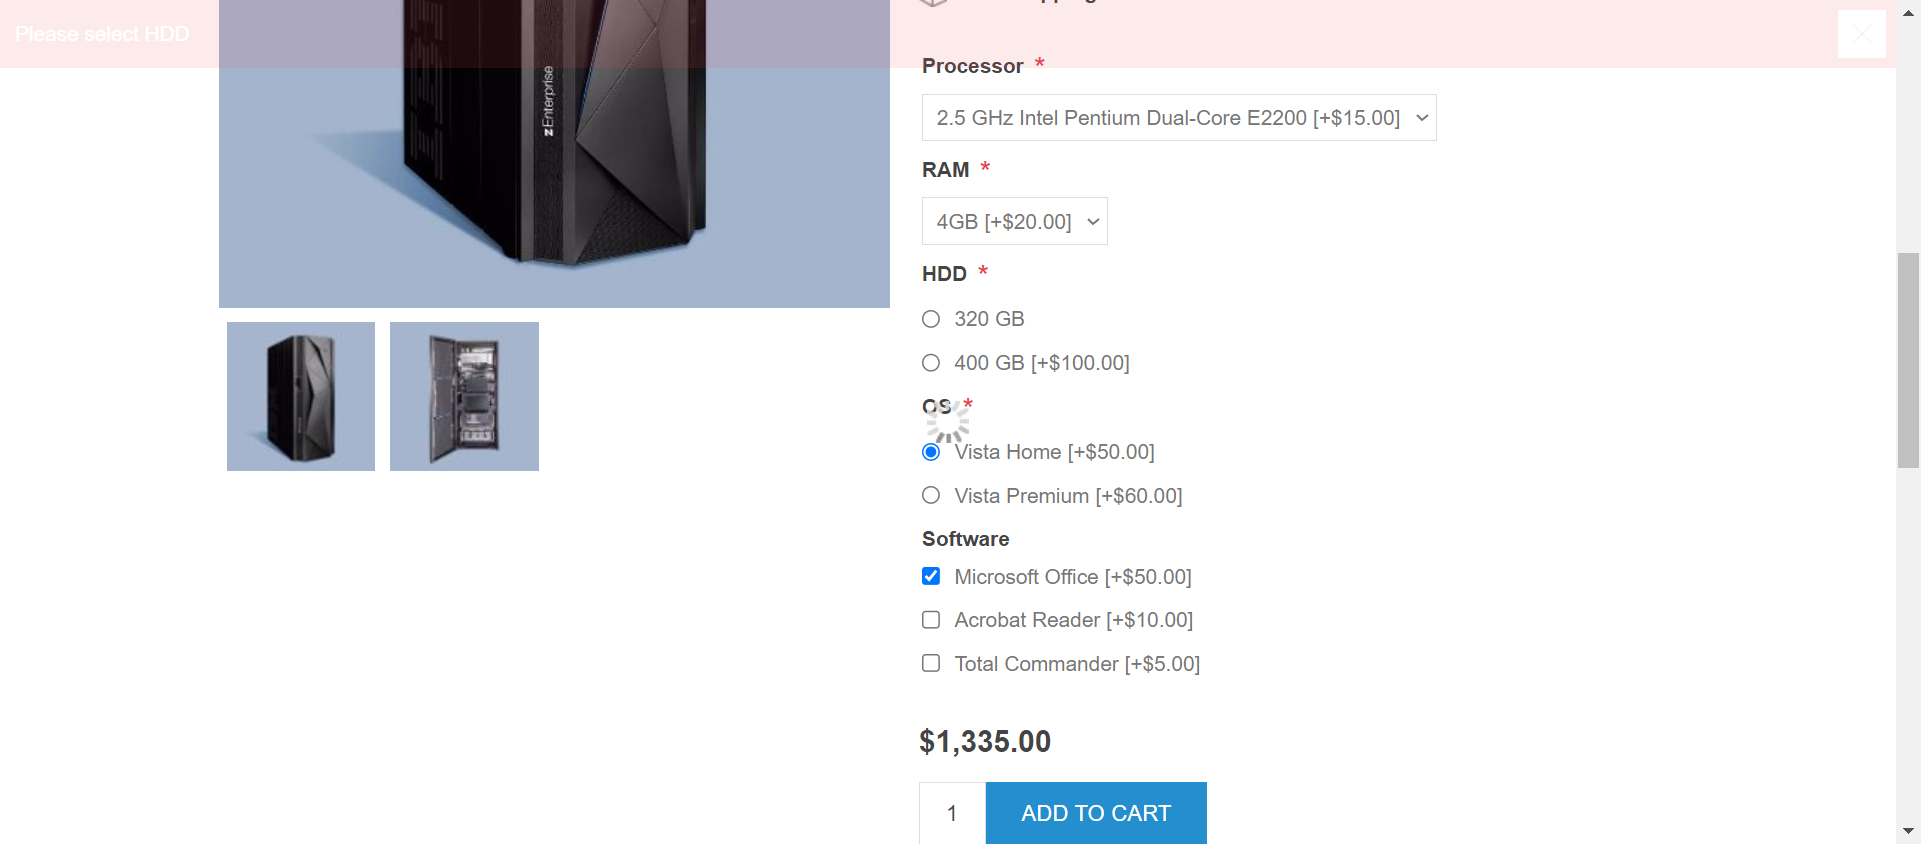 Please select HDD
zEnterprise
Processor *
2.5 GHz Intel Pentium Dual-Core E2200 [+$15.00]
RAM *
4GB [+$20.00]
HDD *
320 GB
400 GB [+$100.00]
OS *
Vista Home [+$50.00]
Vista Premium [+$60.00]
Software
Microsoft Office [+$50.00]
Acrobat Reader [+$10.00]
Total Commander [+$5.00]
$1,335.00
1
ADD TO CART